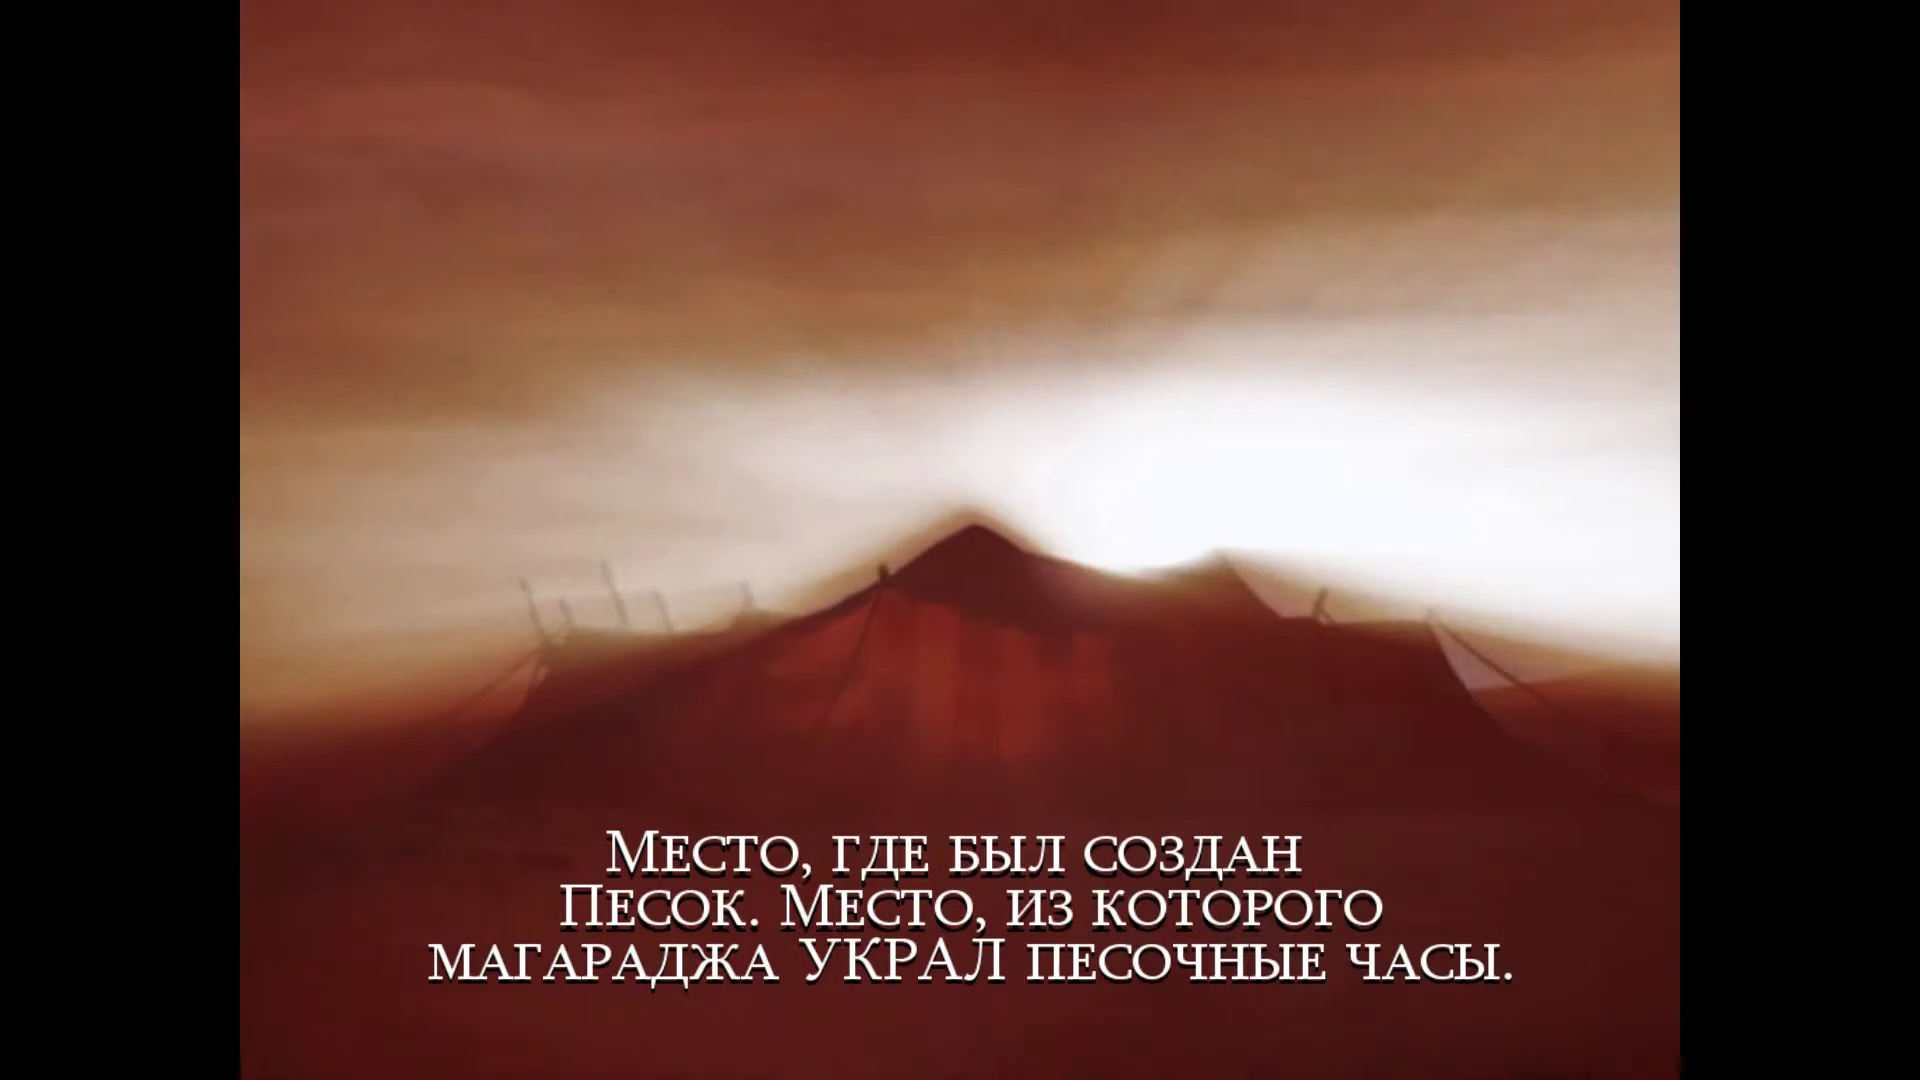 Место, где был создан
Песок. Место, из которого
магараджа УКРАЛ песочные часы.